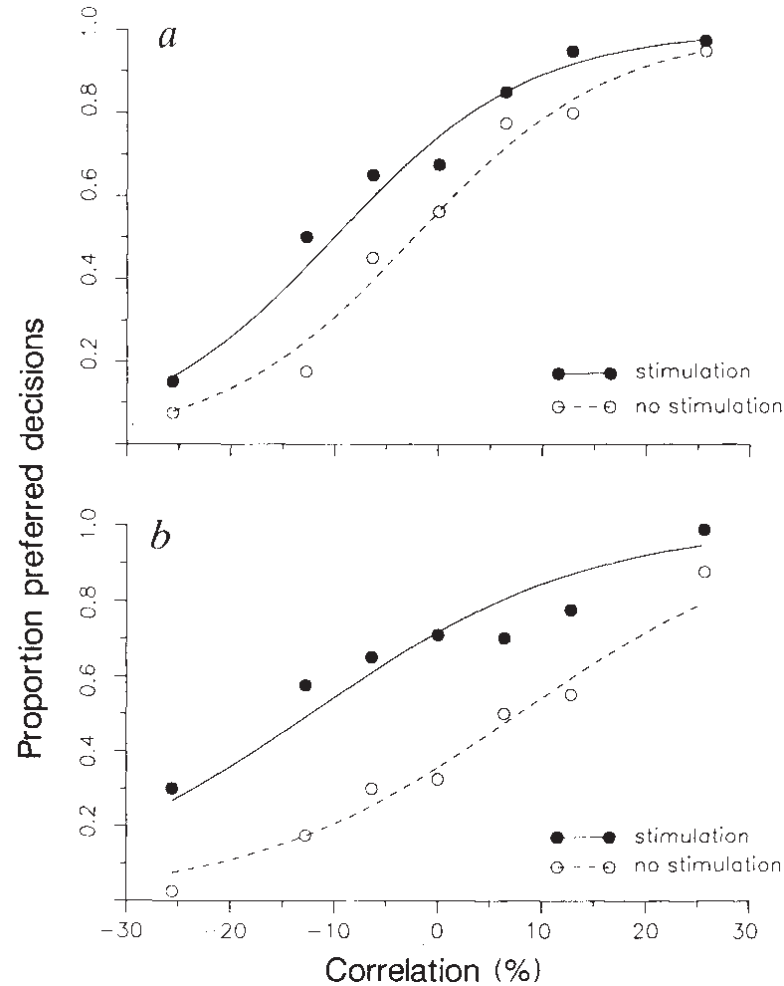 a
1.0
0.8
0.6
0.4
0.2
stimulation
no stimulation
Proportion preferred decisions
b
1.0
0.8
0.6
0.4
0.2
stimulation
no stimulation
-30 -20 -10 0 10 20 30
Correlation (%)